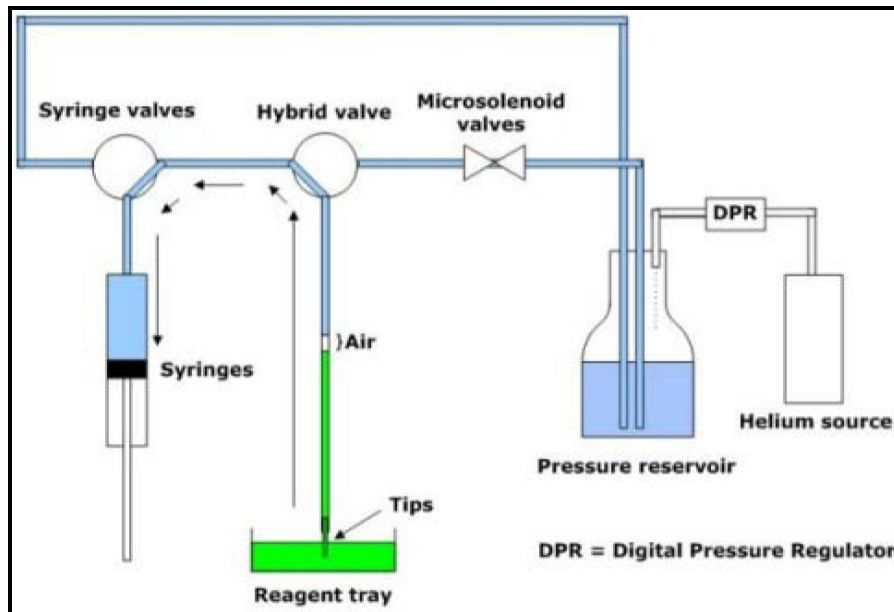 Syringe valves
Hybrid valve
Microsolenoid
valves
DPR
}Air
Syringes
Helium source
Pressure reservoir
Tips
DPR = Digital Pressure Regulator
Reagent tray